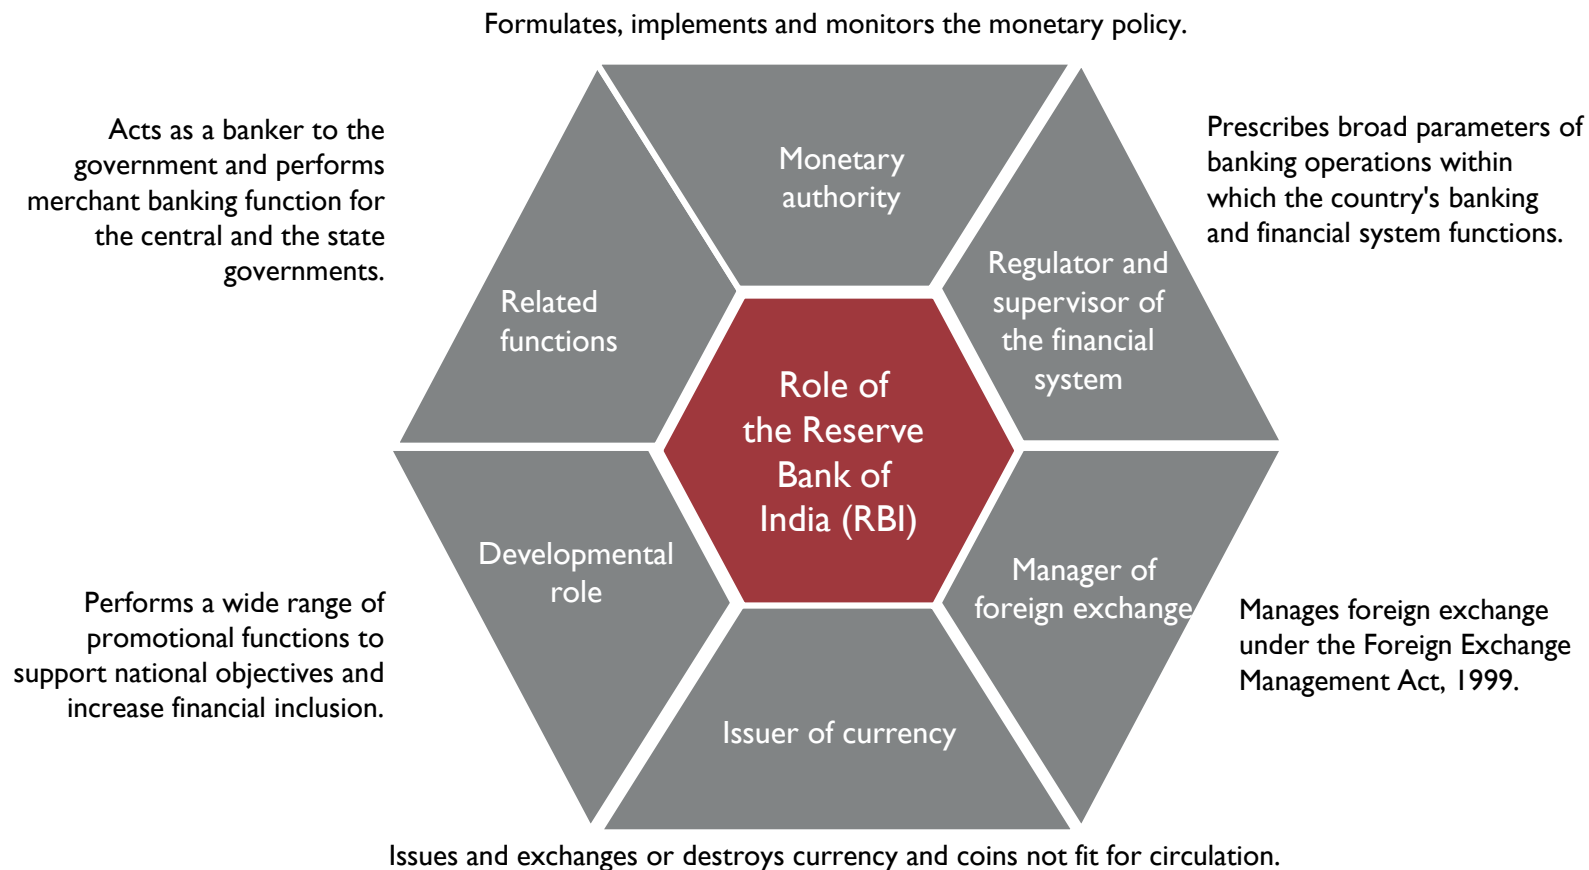 Formulates, implements and monitors the monetary policy.
Acts as a banker to the
government and performs
merchant banking function for
the central and the state
governments.
Monetary
authority
Prescribes broad parameters of
banking operations within
which the country's banking
and financial system functions.
Related
functions
Regulator and
supervisor of
the financial
system
Role of
the Reserve
Bank of
India (RBI)
Developmental
role
Manager of
foreign exchange
Performs a wide range of
promotional functions to
support national objectives and
increase financial inclusion.
Manages foreign exchange
under the Foreign Exchange
Management Act, 1999.
Issuer of currency
Issues and exchanges or destroys currency and coins not fit for circulation.